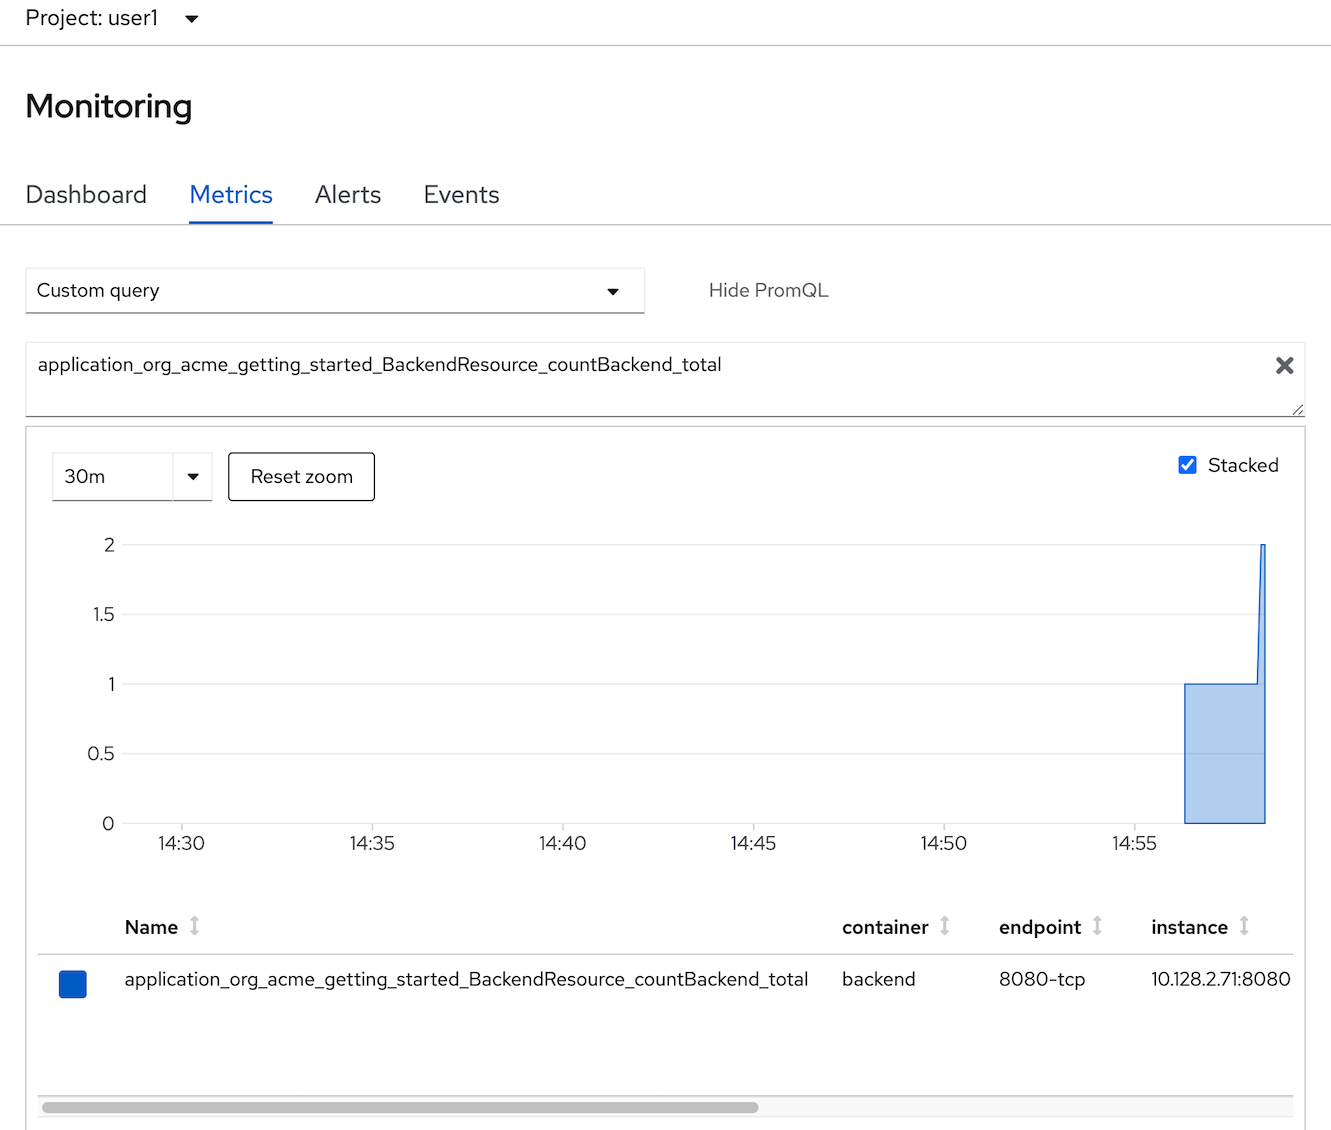 Project: user1
Monitoring
Dashboard Metrics Alerts Events
Custom query Hide PromQL
application_org_acme_getting_started_BackendResource_countBackend_total
30m Reset zoom Stacked
2
1.5
1
0.5
0
14:30 14:35 14:40 14:45 14:50 14:55
Name container endpoint instance
application_org_acme_getting_started_BackendResource_countBackend_total backend 8080-tcp 10.128.2.71:8080